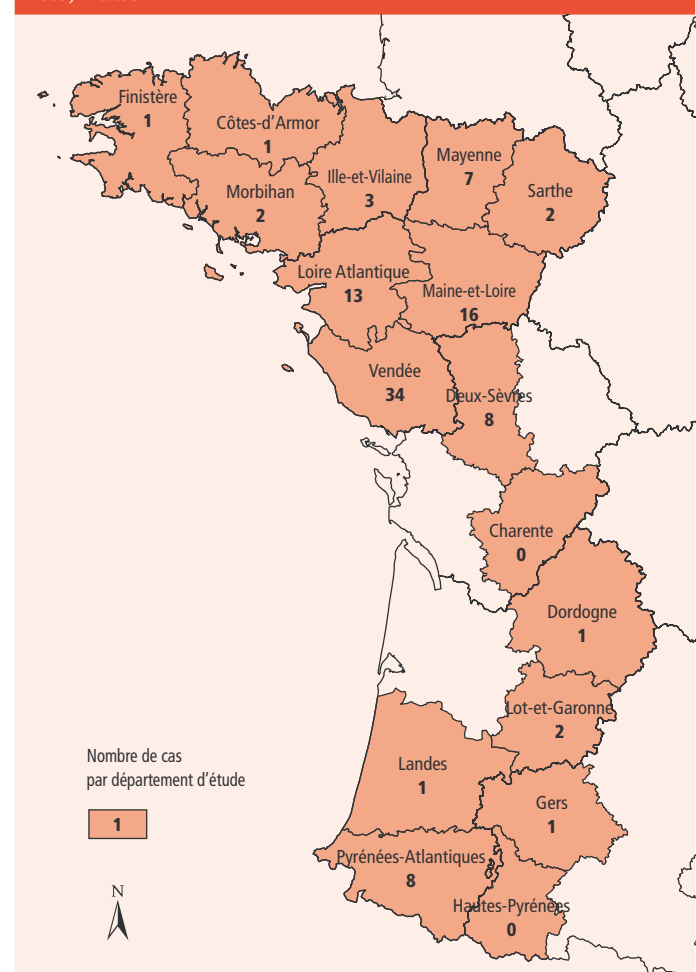 Finistère
1
Côtes-d'Armor
1
Morbihan
2
Ille-et-Vilaine
3
Mayenne
7
Sarthe
2
Loire Atlantique
13
Maine-et-Loire
16
Vendée
34
Deux-Sèvres
8
Charente
0
Dordogne
1
Lot-et-Garonne
2
Landes
1
Gers
1
Pyrénées-Atlantiques
8
Hautes-Pyrénées
0
Nombre de cas
par département d'étude
1
N